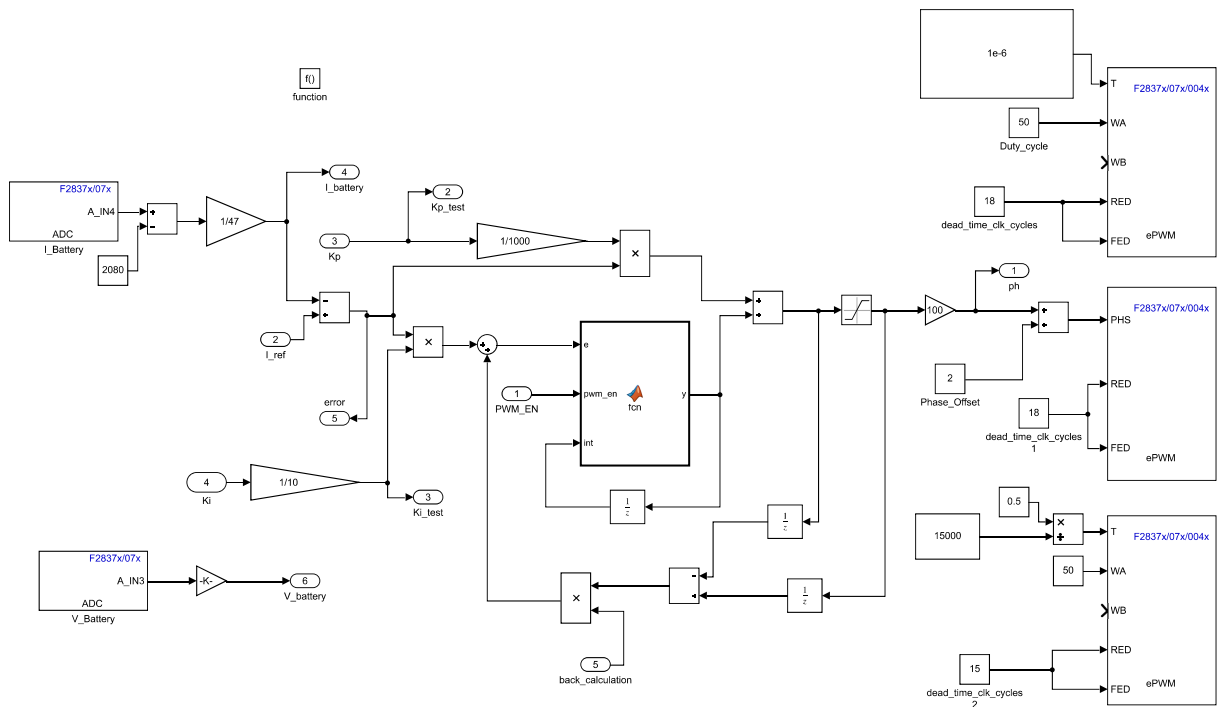 1e-6
F2837x/07x/004x
T
50
WA
Duty_cycle
WB
18
RED
dead_time_clk_cycles
FED
ePWM
f()
function
F2837x/07x
A_IN4
ADC
I_Battery
2080
+
−
1/47
4
I_battery
2
Kp_test
3
Kp
1/1000
×
−
+
2
I_ref
×
error
5
+
+
e
1
PWM_EN
pwm_en
int
fcn
y
+
+
100
1
ph
+
+
F2837x/07x/004x
PHS
2
Phase_Offset
18
dead_time_clk_cycles
1
RED
FED
ePWM
4
Ki
1/10
3
Ki_test
1
z
1
z
F2837x/07x
A_IN3
ADC
V_Battery
-K-
6
V_battery
×
−
+
1
z
5
back_calculation
0.5
15000
×
÷
F2837x/07x/004x
T
50
WA
WB
15
dead_time_clk_cycles
2
RED
FED
ePWM